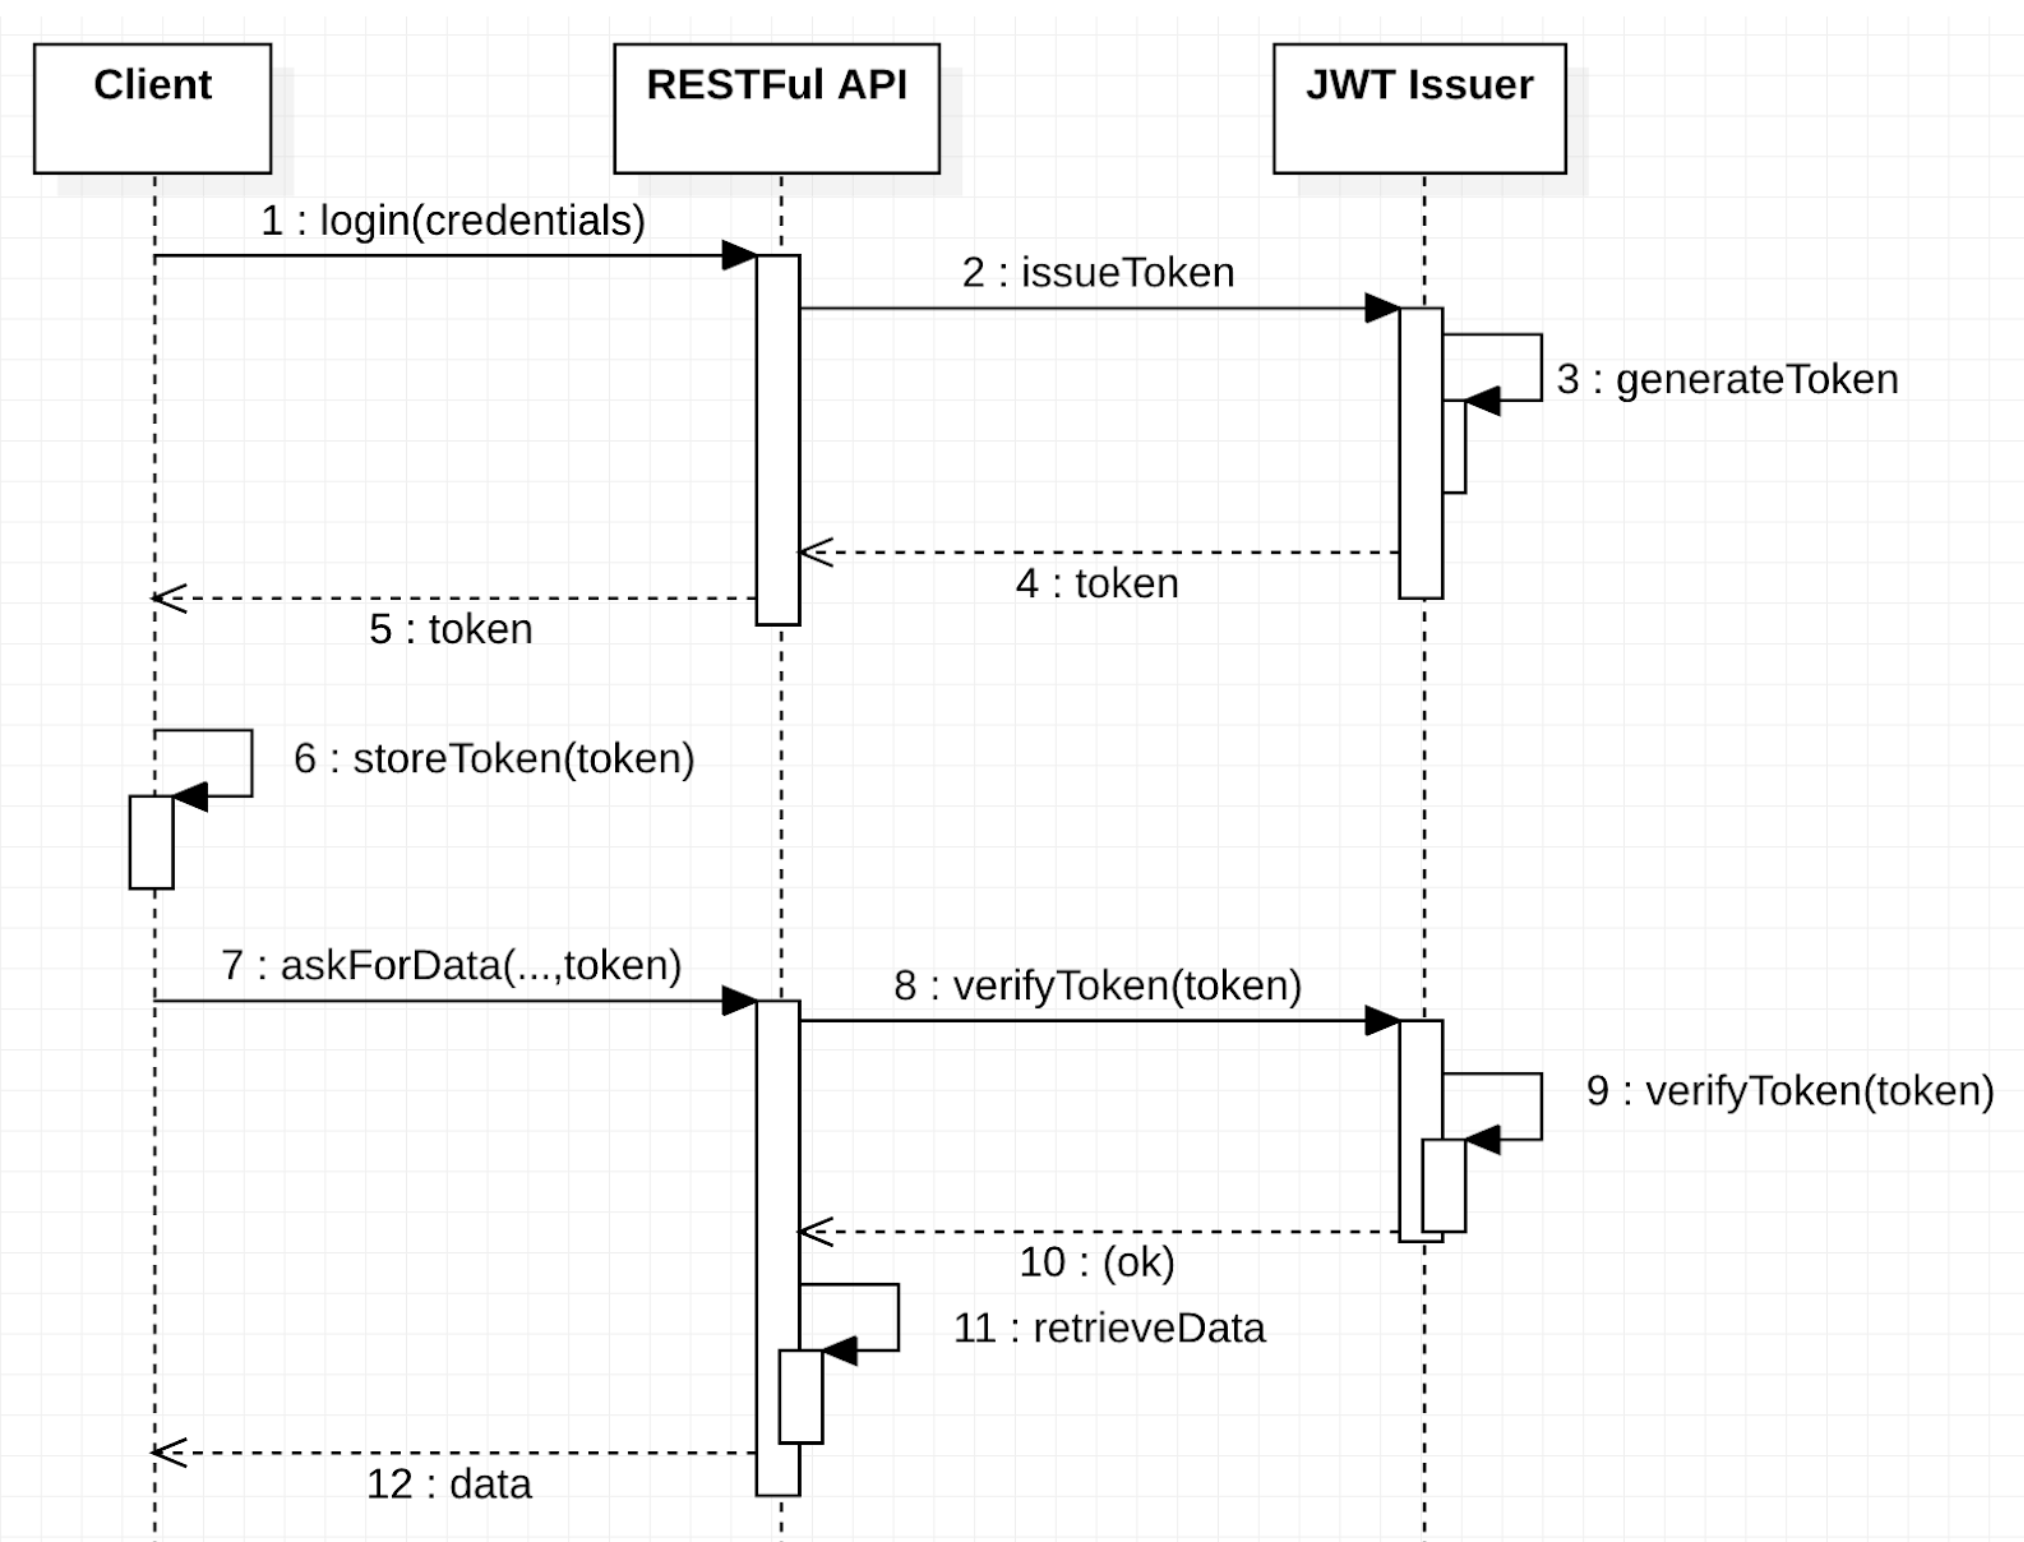 Client
RESTFul API
JWT Issuer
1 : login(credentials)
2 : issueToken
3 : generateToken
4 : token
5 : token
6 : storeToken(token)
7 : askForData(...,token)
8 : verifyToken(token)
9 : verifyToken(token)
10 : (ok)
11 : retrieveData
12 : data